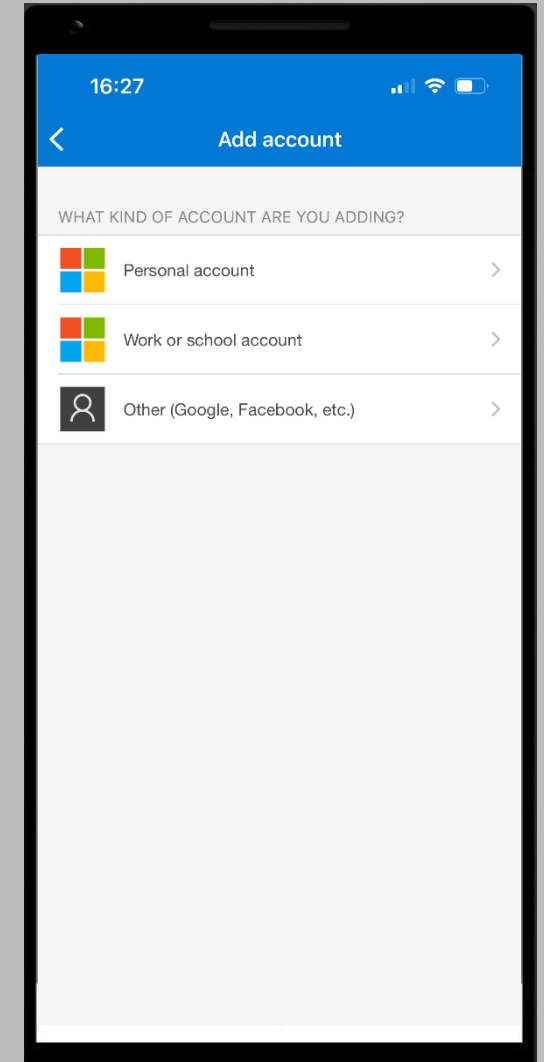 16:27
Add account
WHAT KIND OF ACCOUNT ARE YOU ADDING?
Personal account
Work or school account
Other (Google, Facebook, etc.)